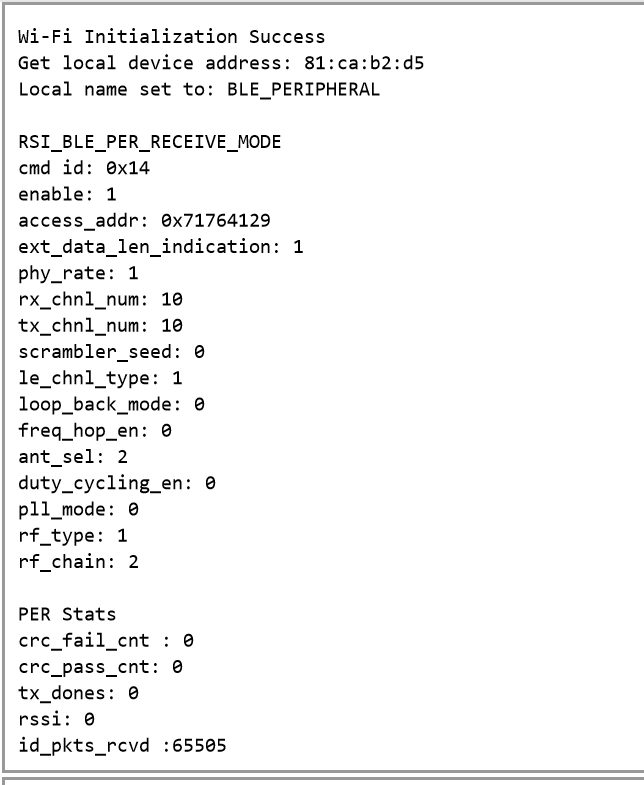 Wi-Fi Initialization Success
Get local device address: 81:ca:b2:d5
Local name set to: BLE_PERIPHERAL
RSI_BLE_PER_RECEIVE_MODE
cmd id: 0x14
enable: 1
access_addr: 0x71764129
ext_data_len_indication: 1
phy_rate: 1
rx_chnl_num: 10
tx_chnl_num: 10
scrambler_seed: 0
le_chnl_type: 1
loop_back_mode: 0
freq_hop_en: 0
ant_sel: 2
duty_cycling_en: 0
pll_mode: 0
rf_type: 1
rf_chain: 2
PER Stats
crc_fail_cnt : 0
crc_pass_cnt: 0
tx_dones: 0
rssi: 0
id_pkts_rcvd :65505